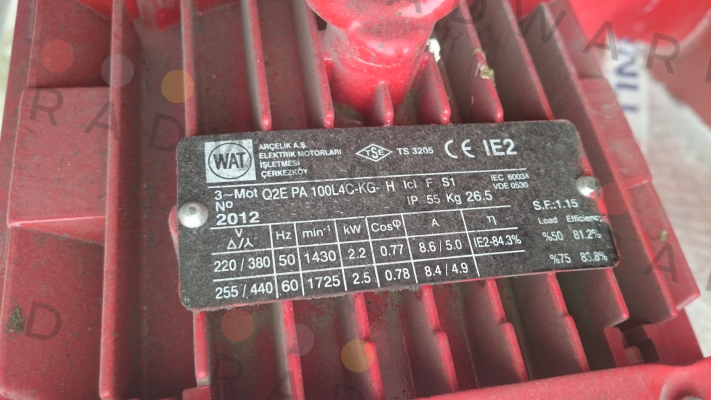 WAT
ARÇELİK A.Ş.
ELEKTRİK MOTORLARI
İŞLETMESİ
ÇERKEZKÖY
TSE TS 3205 CE IE2
3-Mot Q2E PA 100L4C-KG- H Icl F S1 IEC 60034
No IP 55 Kg 26.5 VDE 0530
2012 S.F.:1.15
V Hz min-1 kW Cosφ A η Load Efficiency
Δ/⅄
220 / 380 50 1430 2.2 0.77 8.6 / 5.0 IE2-84.3% %50 81.2%
255 / 440 60 1725 2.5 0.78 8.4 / 4.9 %75 83.8%